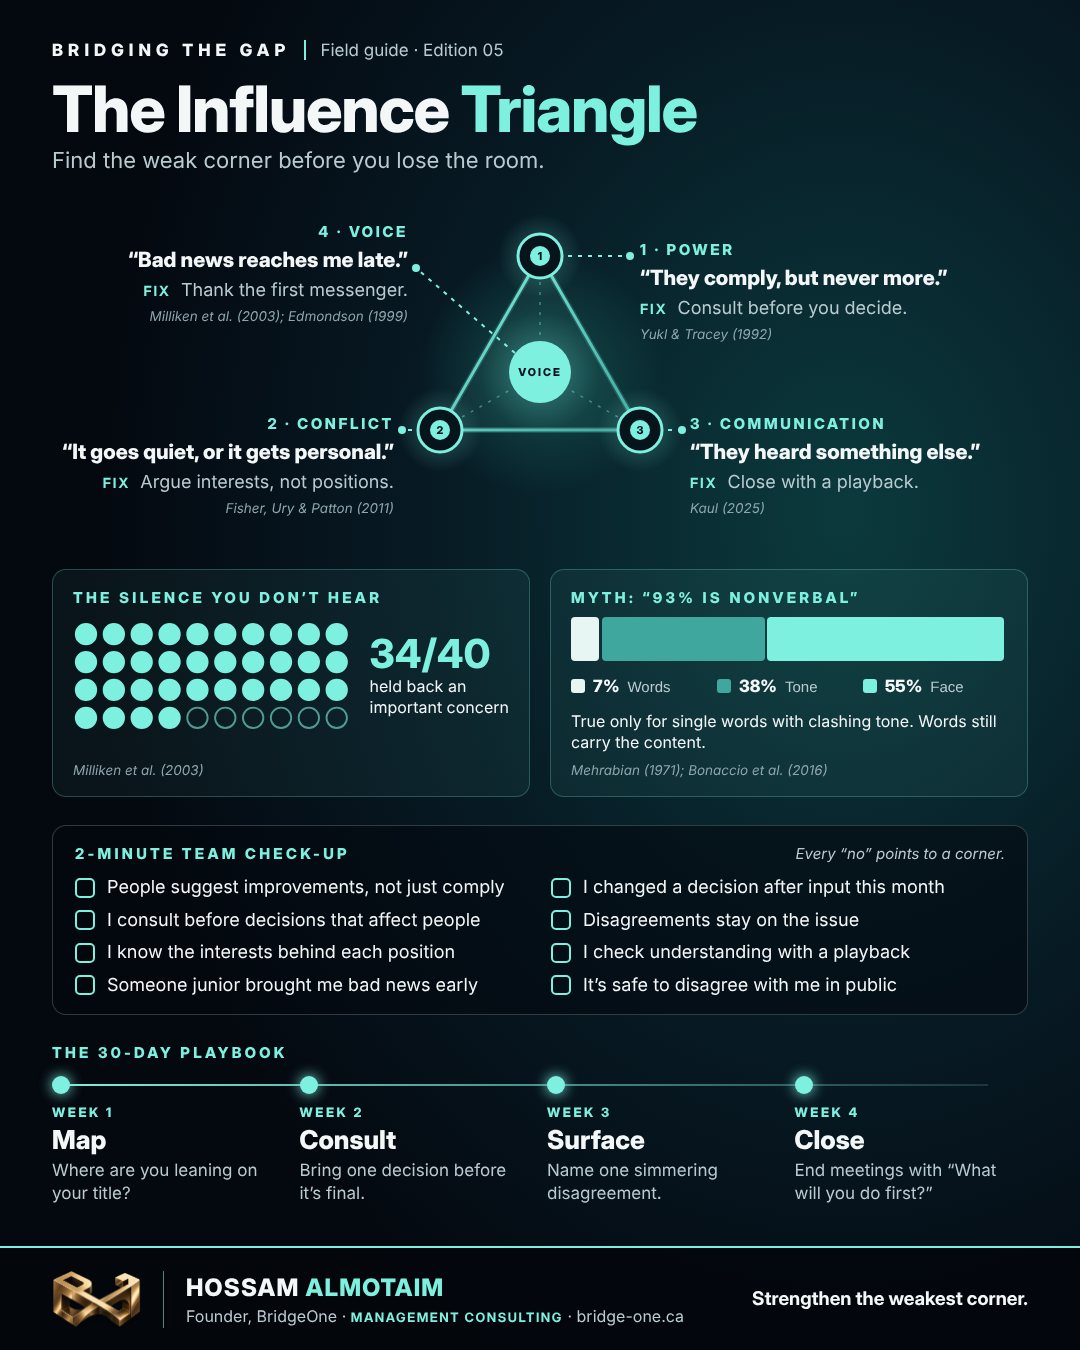 BRIDGING THE GAP | Field guide · Edition 05
The Influence Triangle
Find the weak corner before you lose the room.
4 · VOICE
“Bad news reaches me late.”
FIX Thank the first messenger.
Milliken et al. (2003); Edmondson (1999)
1 · POWER
“They comply, but never more.”
FIX Consult before you decide.
Yukl & Tracey (1992)
1
VOICE
2
3
2 · CONFLICT
“It goes quiet, or it gets personal.”
FIX Argue interests, not positions.
Fisher, Ury & Patton (2011)
3 · COMMUNICATION
“They heard something else.”
FIX Close with a playback.
Kaul (2025)
THE SILENCE YOU DON’T HEAR
34/40
held back an
important concern
Milliken et al. (2003)
MYTH: “93% IS NONVERBAL”
7% Words 38% Tone 55% Face
True only for single words with clashing tone. Words still
carry the content.
Mehrabian (1971); Bonaccio et al. (2016)
2-MINUTE TEAM CHECK-UP
Every “no” points to a corner.
People suggest improvements, not just comply
I consult before decisions that affect people
I know the interests behind each position
Someone junior brought me bad news early
I changed a decision after input this month
Disagreements stay on the issue
I check understanding with a playback
It’s safe to disagree with me in public
THE 30-DAY PLAYBOOK
WEEK 1
Map
Where are you leaning on
your title?
WEEK 2
Consult
Bring one decision before
it’s final.
WEEK 3
Surface
Name one simmering
disagreement.
WEEK 4
Close
End meetings with “What
will you do first?”
HOSSAM ALMOTAIM
Founder, BridgeOne · MANAGEMENT CONSULTING · bridge-one.ca
Strengthen the weakest corner.